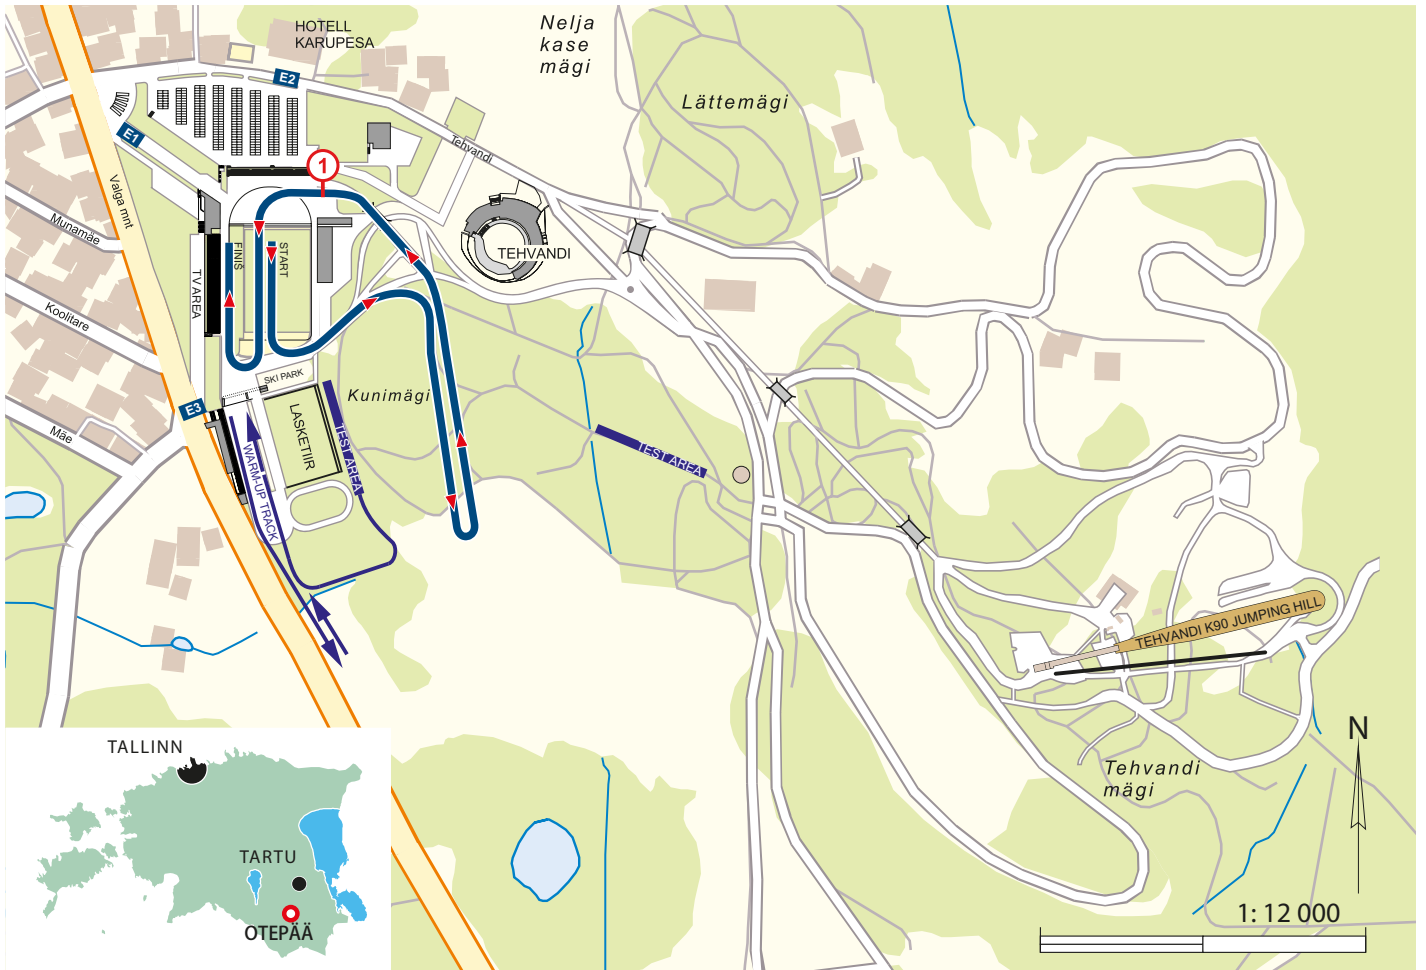 Nelja
kase
mägi
HOTELL
KARUPESA
E2
Lättemägi
E1
Tehvandi
1
Valga mnt
Munamäe
TEHVANDI
FINIŠ
START
TV AREA
Koolitare
SKI PARK
Kunimägi
E3
LASKETIIR
TEST AREA
WARM-UP TRACK
TEST AREA
Mäe
TEHVANDI K90 JUMPING HILL
N
Tehvandi
mägi
TALLINN
TARTU
OTEPÄÄ
1: 12 000